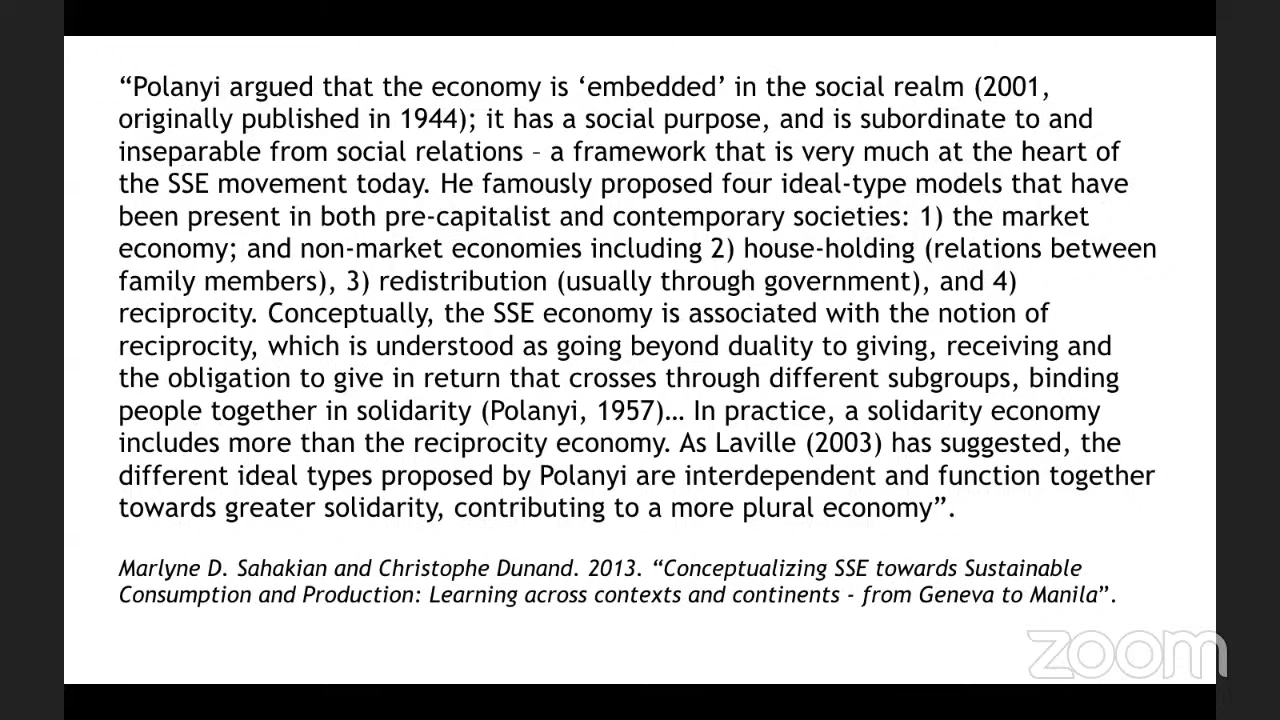 “Polanyi argued that the economy is ‘embedded’ in the social realm (2001,
originally published in 1944); it has a social purpose, and is subordinate to and
inseparable from social relations – a framework that is very much at the heart of
the SSE movement today. He famously proposed four ideal-type models that have
been present in both pre-capitalist and contemporary societies: 1) the market
economy; and non-market economies including 2) house-holding (relations between
family members), 3) redistribution (usually through government), and 4)
reciprocity. Conceptually, the SSE economy is associated with the notion of
reciprocity, which is understood as going beyond duality to giving, receiving and
the obligation to give in return that crosses through different subgroups, binding
people together in solidarity (Polanyi, 1957)… In practice, a solidarity economy
includes more than the reciprocity economy. As Laville (2003) has suggested, the
different ideal types proposed by Polanyi are interdependent and function together
towards greater solidarity, contributing to a more plural economy”.
Marlyne D. Sahakian and Christophe Dunand. 2013. “Conceptualizing SSE towards Sustainable
Consumption and Production: Learning across contexts and continents - from Geneva to Manila”.
zoom